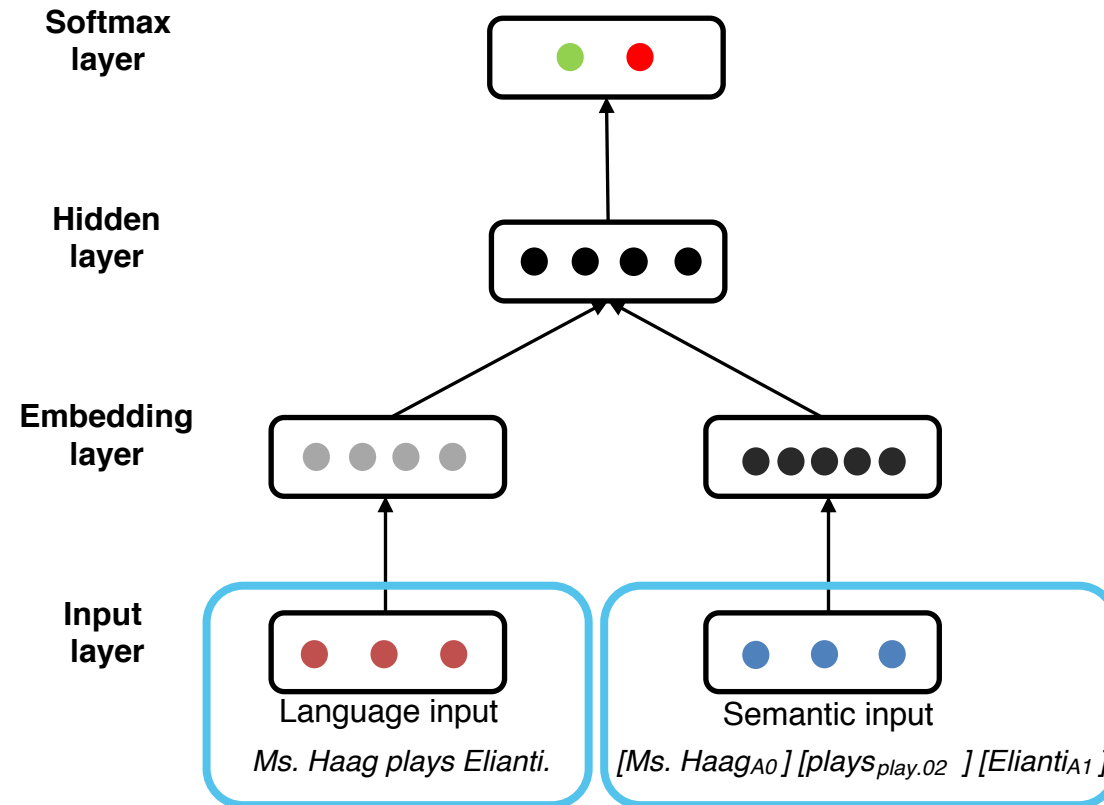 Softmax
layer
Hidden
layer
Embedding
layer
Input
layer
Language input
Semantic input
Ms. Haag plays Elianti.
[Ms. HaagA0 ] [playsplay.02 ] [EliantiA1 ]